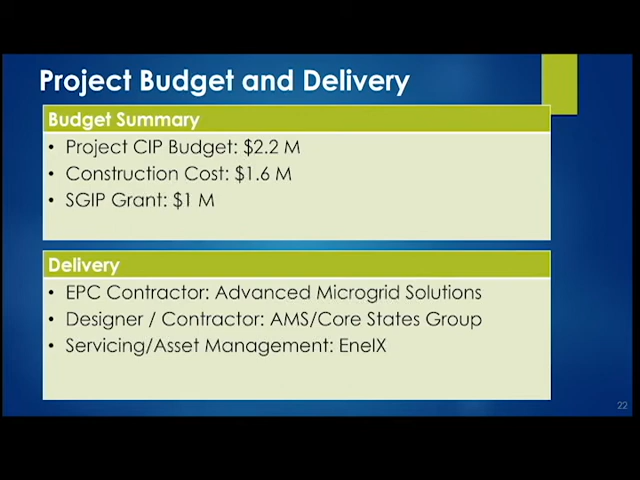 Project Budget and Delivery
Budget Summary
• Project CIP Budget: $2.2 M
• Construction Cost: $1.6 M
• SGIP Grant: $1 M
Delivery
• EPC Contractor: Advanced Microgrid Solutions
• Designer / Contractor: AMS/Core States Group
• Servicing/Asset Management: EnelX
22